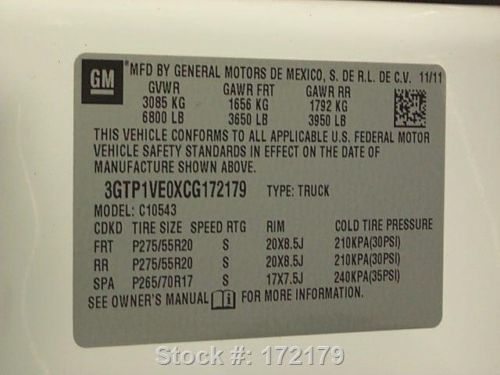 GM MFD BY GENERAL MOTORS DE MEXICO, S. DE R.L. DE C.V. 11/11
GVWR GAWR FRT GAWR RR
3085 KG 1656 KG 1792 KG
6800 LB 3650 LB 3950 LB
THIS VEHICLE CONFORMS TO ALL APPLICABLE U.S. FEDERAL MOTOR
VEHICLE SAFETY STANDARDS IN EFFECT ON THE DATE OF
MANUFACTURE SHOWN ABOVE.
3GTP1VE0XCG172179 TYPE: TRUCK
MODEL: C10543
CDKD TIRE SIZE SPEED RTG RIM COLD TIRE PRESSURE
FRT P275/55R20 S 20X8.5J 210KPA(30PSI)
RR P275/55R20 S 20X8.5J 210KPA(30PSI)
SPA P265/70R17 S 17X7.5J 240KPA(35PSI)
SEE OWNER'S MANUAL FOR MORE INFORMATION.
Stock #: 172179